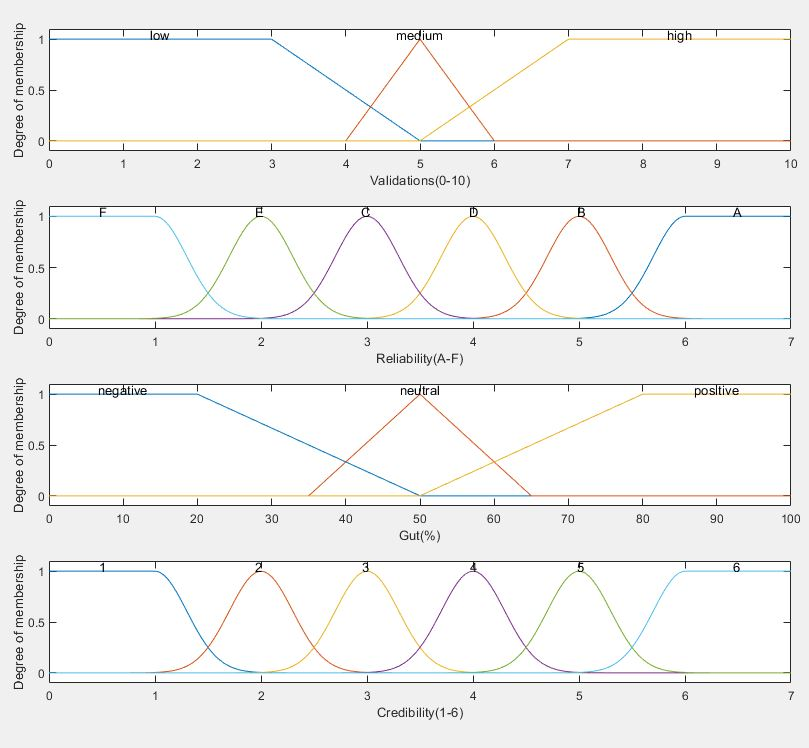 low medium high
Degree of membership
1
0.5
0
0 1 2 3 4 5 6 7 8 9 10
Validations(0-10)
F E C D B A
Degree of membership
1
0.5
0
0 1 2 3 4 5 6 7
Reliability(A-F)
negative neutral positive
Degree of membership
1
0.5
0
0 10 20 30 40 50 60 70 80 90 100
Gut(%)
1 2 3 4 5 6
Degree of membership
1
0.5
0
0 1 2 3 4 5 6 7
Credibility(1-6)